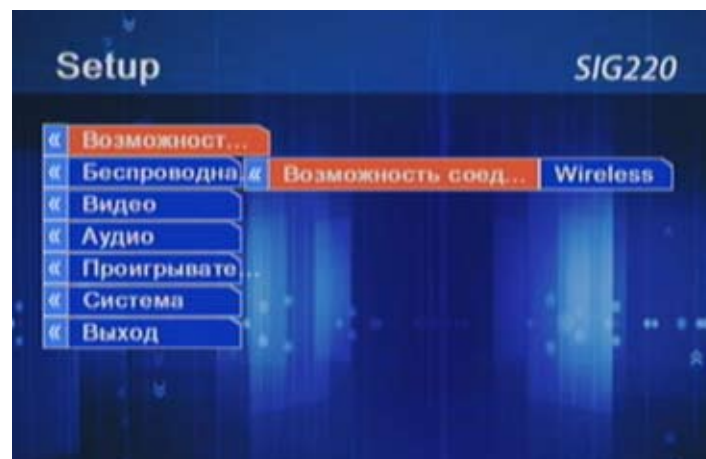 Setup SIG220
« Возможност...
« Беспроводна. « Возможность соед... Wireless
« Видео
« Аудио
« Проигрывате...
« Система
« Выход